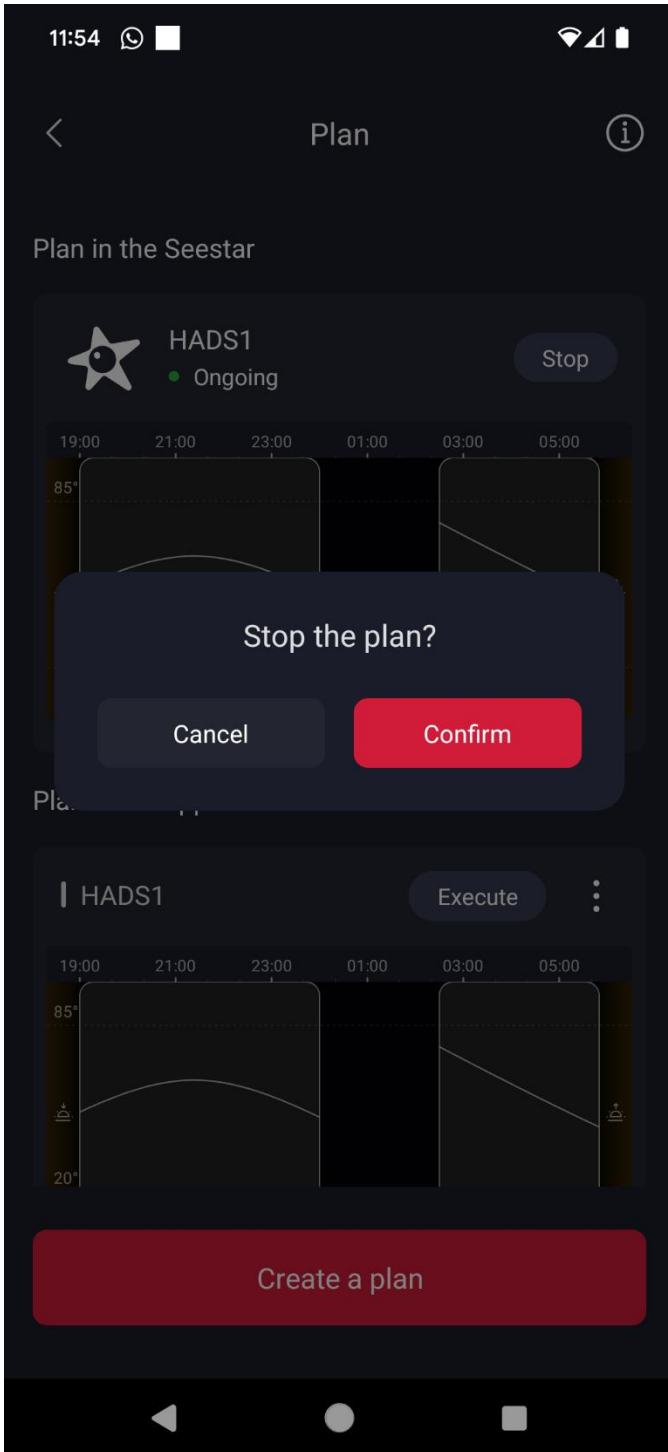 11:54
Plan
Plan in the Seestar
HADS1
Ongoing
Stop
19:00 21:00 23:00 01:00 03:00 05:00
85°
Stop the plan?
Cancel Confirm
HADS1
Execute
19:00 21:00 23:00 01:00 03:00 05:00
85°
20°
Create a plan